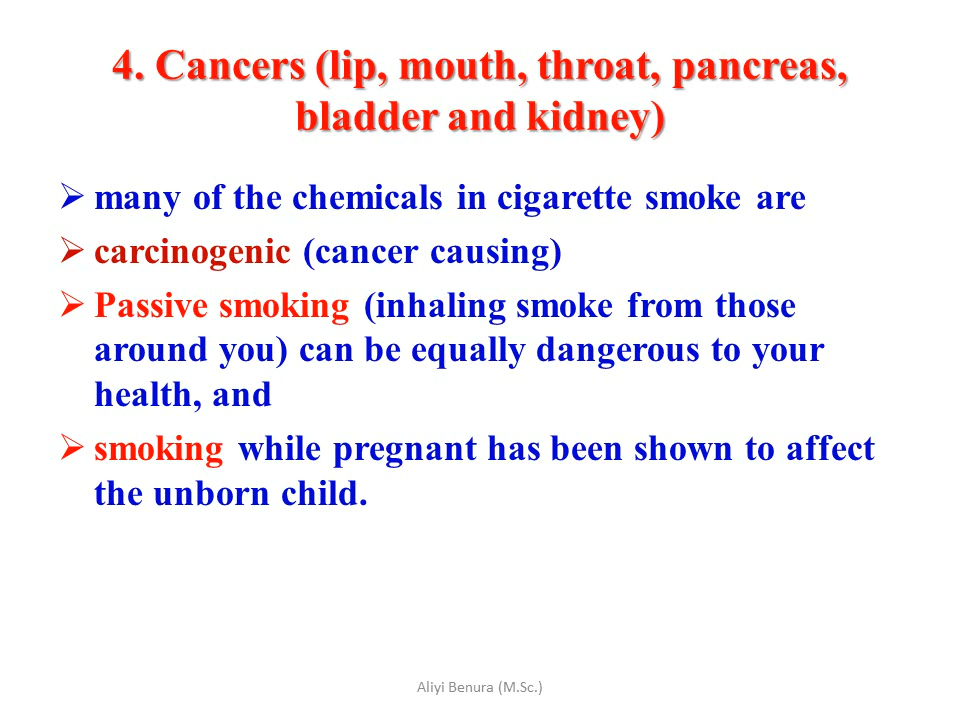 4. Cancers (lip, mouth, throat, pancreas,
bladder and kidney)
➢ many of the chemicals in cigarette smoke are
➢ carcinogenic (cancer causing)
➢ Passive smoking (inhaling smoke from those
around you) can be equally dangerous to your
health, and
➢ smoking while pregnant has been shown to affect
the unborn child.
Aliyi Benura (M.Sc.)